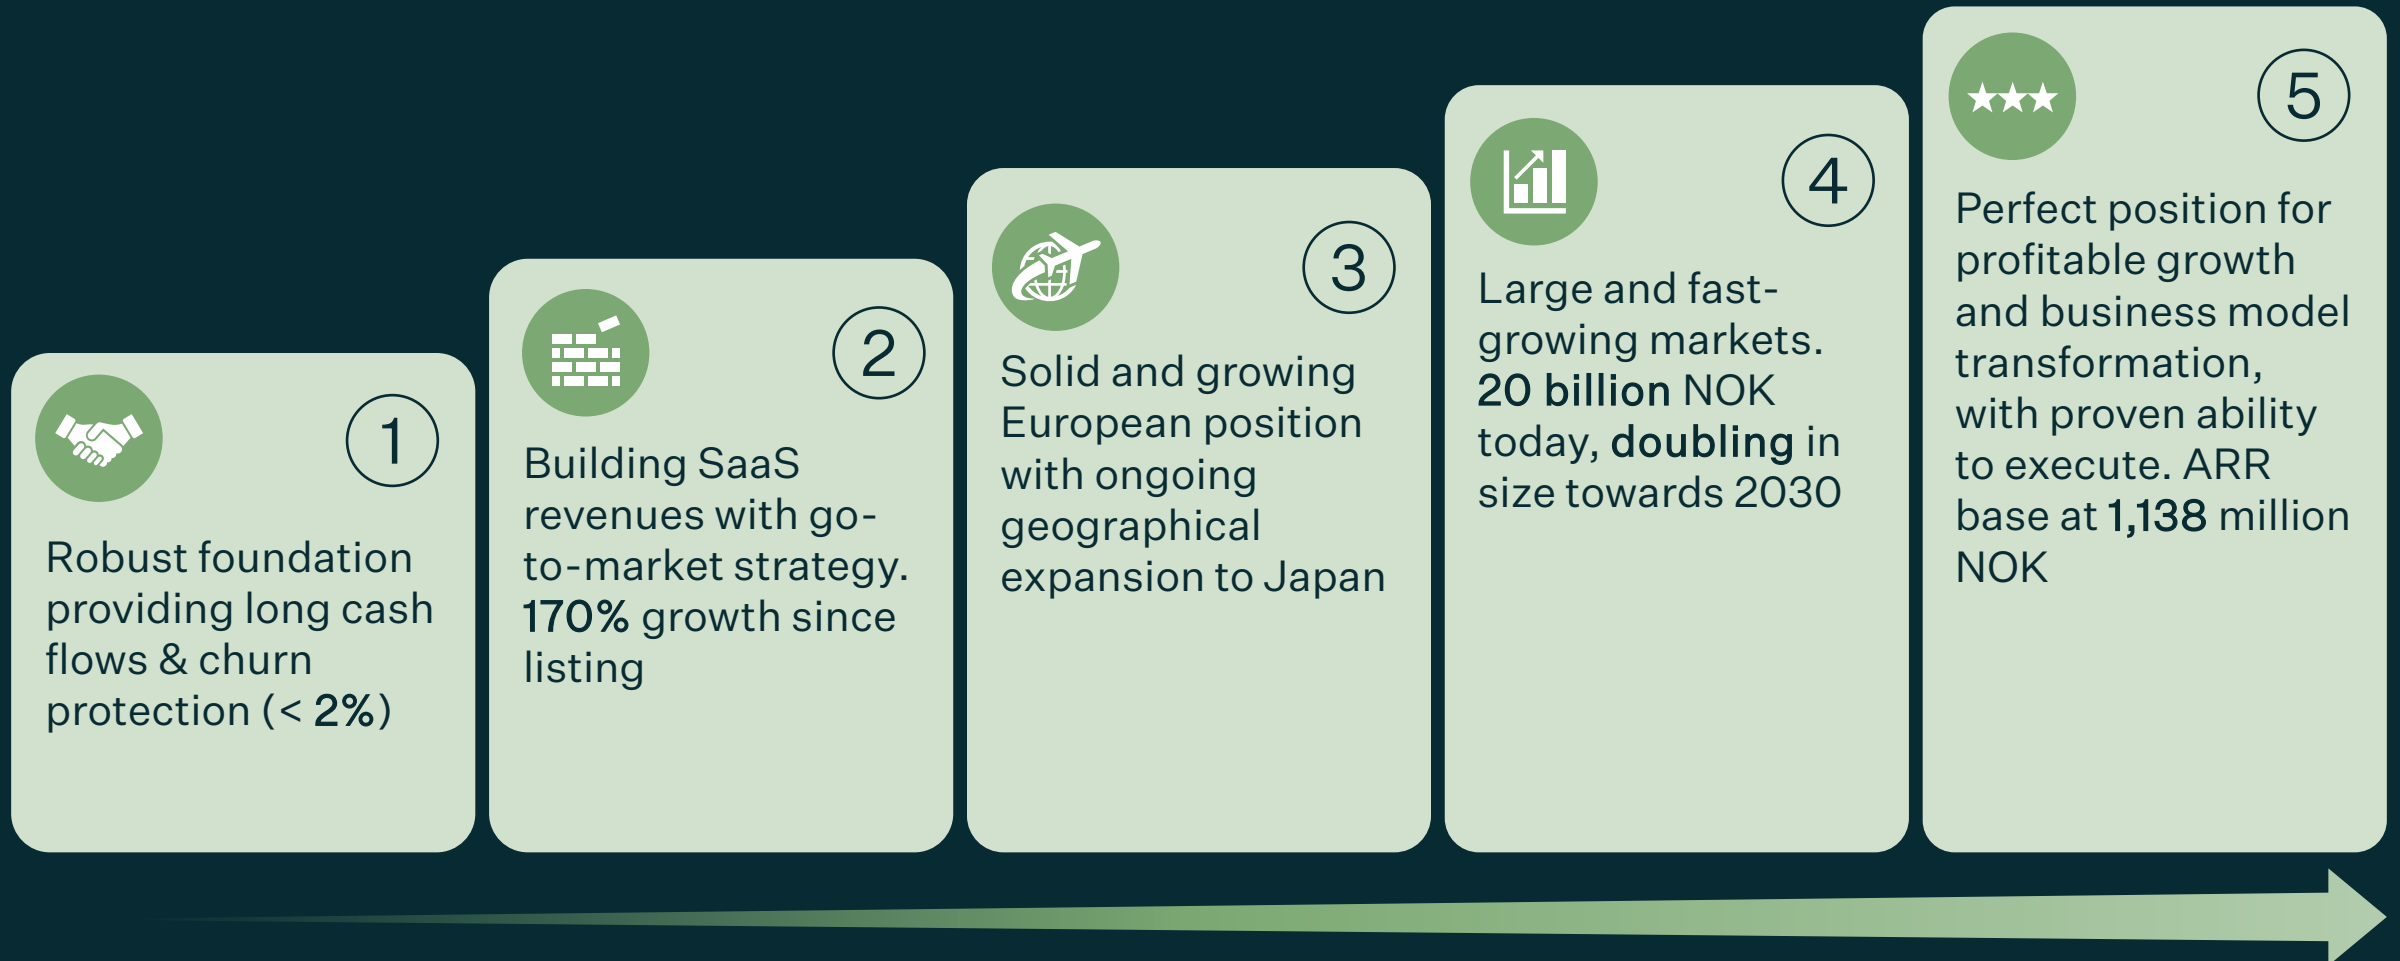 1
Robust foundation
providing long cash
flows & churn
protection (< 2%)
2
Building SaaS
revenues with go-
to-market strategy.
170% growth since
listing
3
Solid and growing
European position
with ongoing
geographical
expansion to Japan
4
Large and fast-
growing markets.
20 billion NOK
today, doubling in
size towards 2030
5
Perfect position for
profitable growth
and business model
transformation,
with proven ability
to execute. ARR
base at 1,138 million
NOK